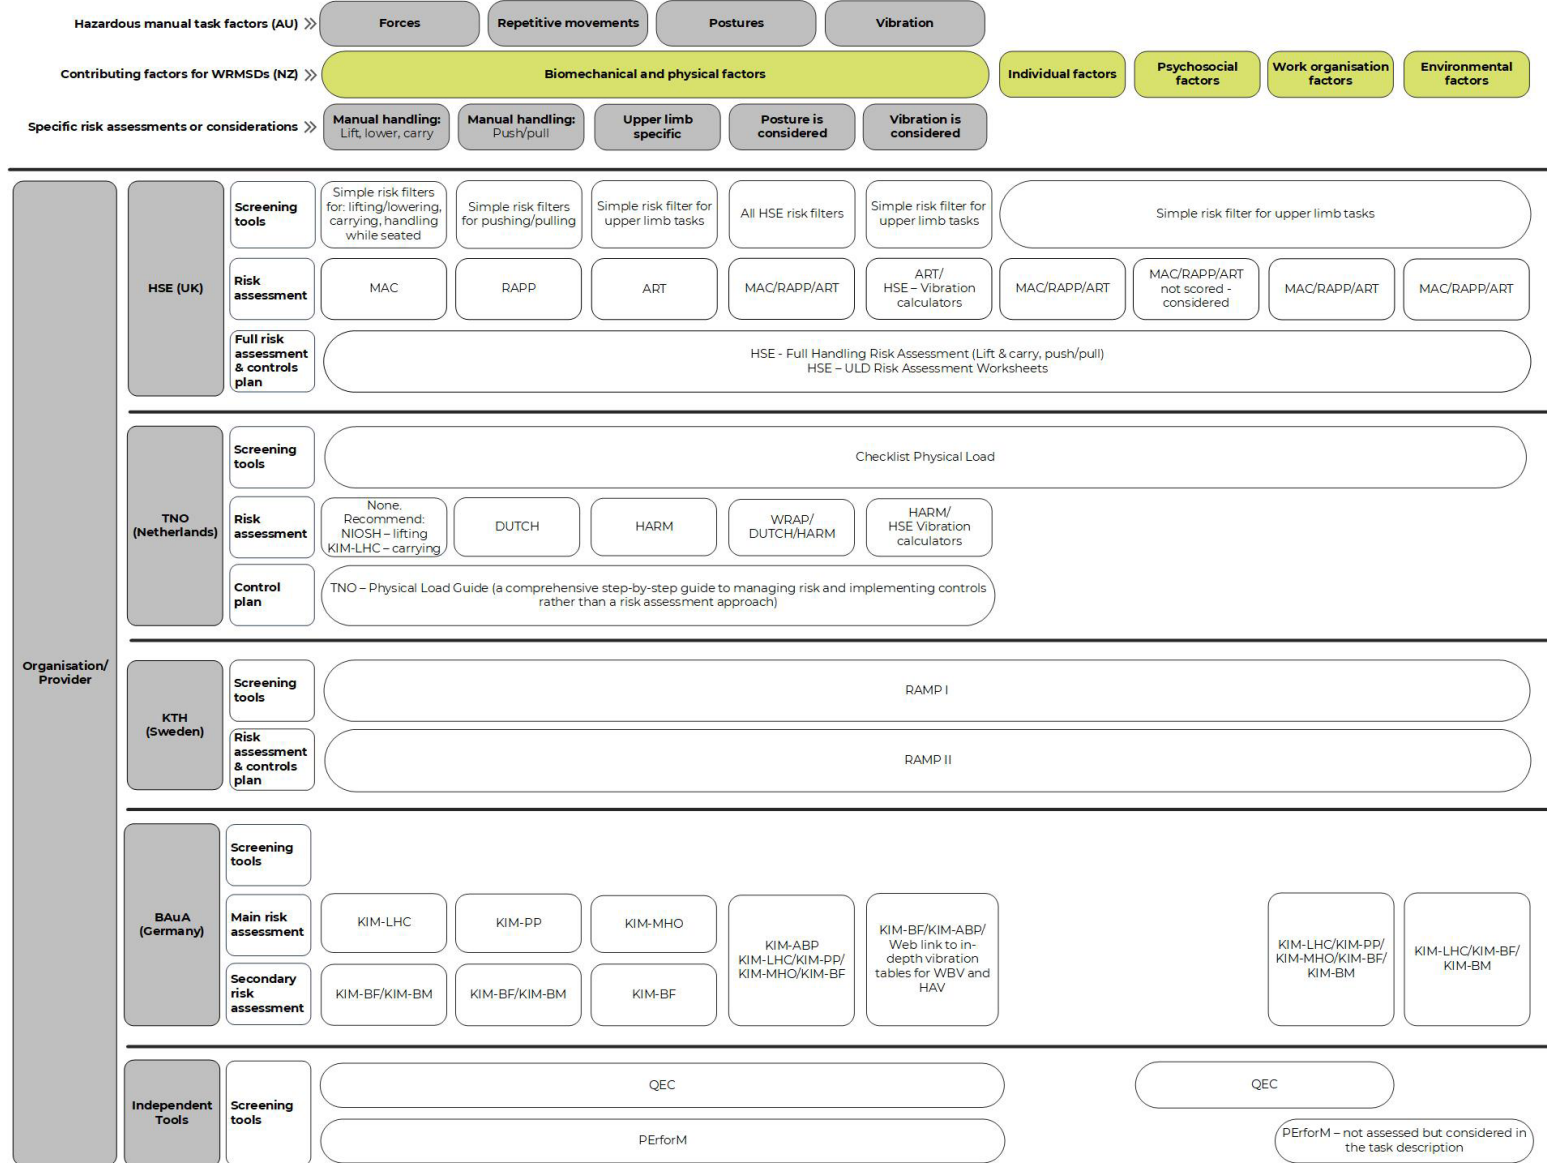 Hazardous manual task factors (AU) »
Forces
Repetitive movements
Postures
Vibration
Contributing factors for WRMSDs (NZ) »
Biomechanical and physical factors
Individual factors
Psychosocial
factors
Work organisation
factors
Environmental
factors
Specific risk assessments or considerations »
Manual handling:
Lift, lower, carry
Manual handling:
Push/pull
Upper limb
specific
Posture is
considered
Vibration is
considered
Organisation/
Provider
HSE (UK)
Screening
tools
Simple risk filters
for: lifting/lowering,
carrying, handling
while seated
Simple risk filters
for pushing/pulling
Simple risk filter for
upper limb tasks
All HSE risk filters
Simple risk filter for
upper limb tasks
Simple risk filter for upper limb tasks
Risk
assessment
MAC
RAPP
ART
MAC/RAPP/ART
ART/
HSE – Vibration
calculators
MAC/RAPP/ART
MAC/RAPP/ART
not scored -
considered
MAC/RAPP/ART
MAC/RAPP/ART
Full risk
assessment
& controls
plan
HSE - Full Handling Risk Assessment (Lift & carry, push/pull)
HSE – ULD Risk Assessment Worksheets
TNO
(Netherlands)
Screening
tools
Checklist Physical Load
Risk
assessment
None.
Recommend:
NIOSH – lifting
KIM-LHC – carrying
DUTCH
HARM
WRAP/
DUTCH/HARM
HARM/
HSE Vibration
calculators
Control
plan
TNO – Physical Load Guide (a comprehensive step-by-step guide to managing risk and implementing controls
rather than a risk assessment approach)
KTH
(Sweden)
Screening
tools
RAMP I
Risk
assessment
& controls
plan
RAMP II
BAuA
(Germany)
Screening
tools
Main risk
assessment
KIM-LHC
KIM-PP
KIM-MHO
KIM-ABP
KIM-LHC/KIM-PP/
KIM-MHO/KIM-BF
KIM-BF/KIM-ABP/
Web link to in-
depth vibration
tables for WBV and
HAV
KIM-LHC/KIM-PP/
KIM-MHO/KIM-BF/
KIM-BM
KIM-LHC/KIM-BF/
KIM-BM
Secondary
risk
assessment
KIM-BF/KIM-BM
KIM-BF/KIM-BM
KIM-BF
Independent
Tools
Screening
tools
QEC
QEC
PErforM
PErforM – not assessed but considered in
the task description